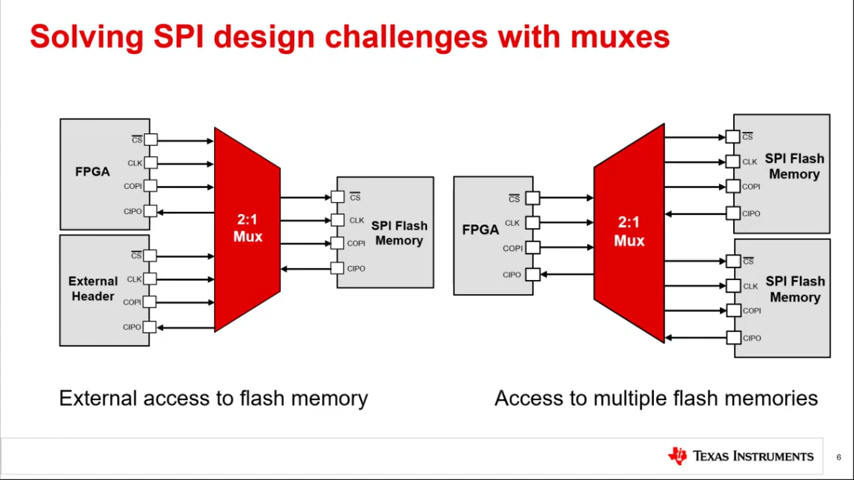 Solving SPI design challenges with muxes
FPGA
CS
CLK
COPI
CIPO
External
Header
CS
CLK
COPI
CIPO
2:1
Mux
CS
CLK
COPI
CIPO
SPI Flash
Memory
External access to flash memory
FPGA
CS
CLK
COPI
CIPO
2:1
Mux
CS
CLK
COPI
CIPO
SPI Flash
Memory
CS
CLK
COPI
CIPO
SPI Flash
Memory
Access to multiple flash memories
TEXAS INSTRUMENTS
6